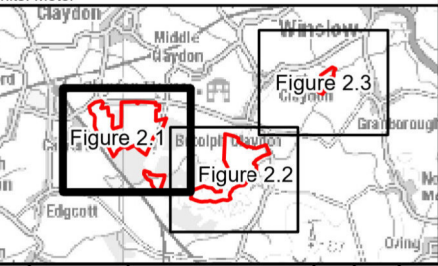 Claydon
Middle
Claydon
Winslow
Figure 2.3
Claydon
Granborough
Figure 2.1
Botolph Claydon
Figure 2.2
Edgcott
Oving